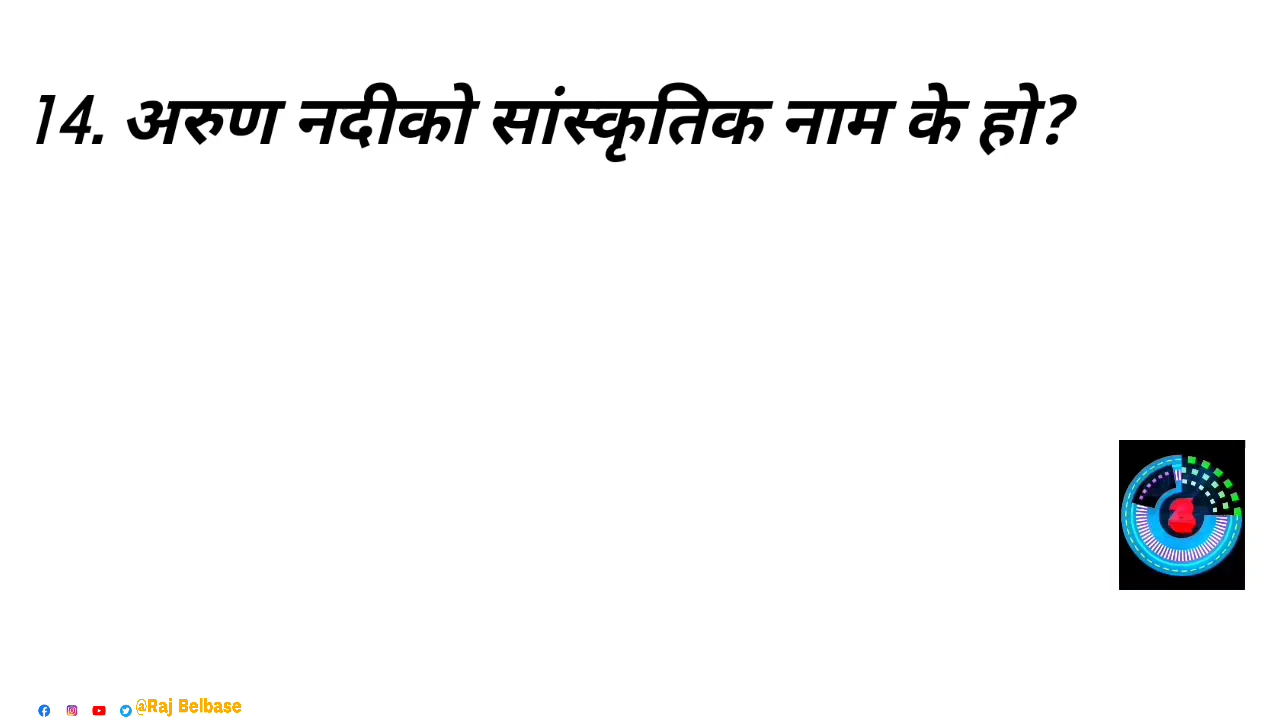 14. अरुण नदीको सांस्कृतिक नाम के हो?
@Raj Belbase